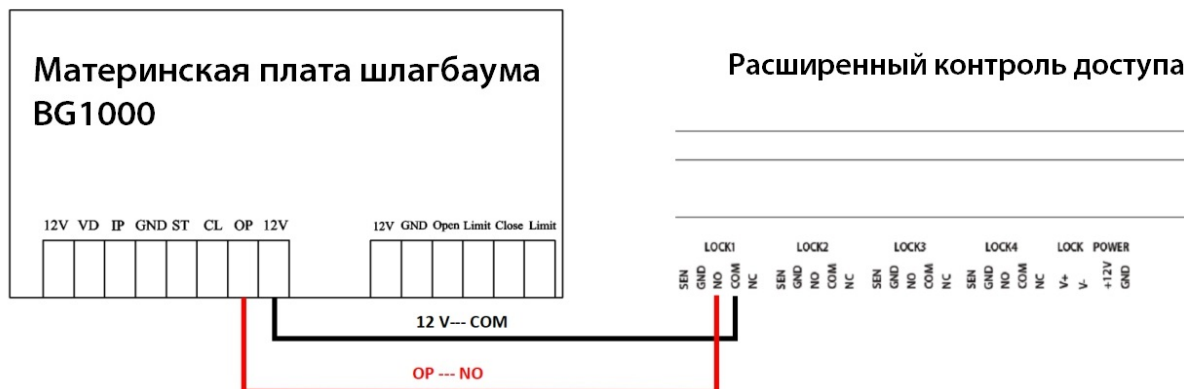 Материнская плата шлагбаума
BG1000
Расширенный контроль доступа
12V VD IP GND ST CL OP 12V
12V GND Open Limit Close Limit
LOCK1 LOCK2 LOCK3 LOCK4 LOCK POWER
SEN GND NO COM NC SEN GND NO COM NC SEN GND NO COM NC SEN GND NO COM NC V+ V- +12V GND
12 V--- COM
OP --- NO